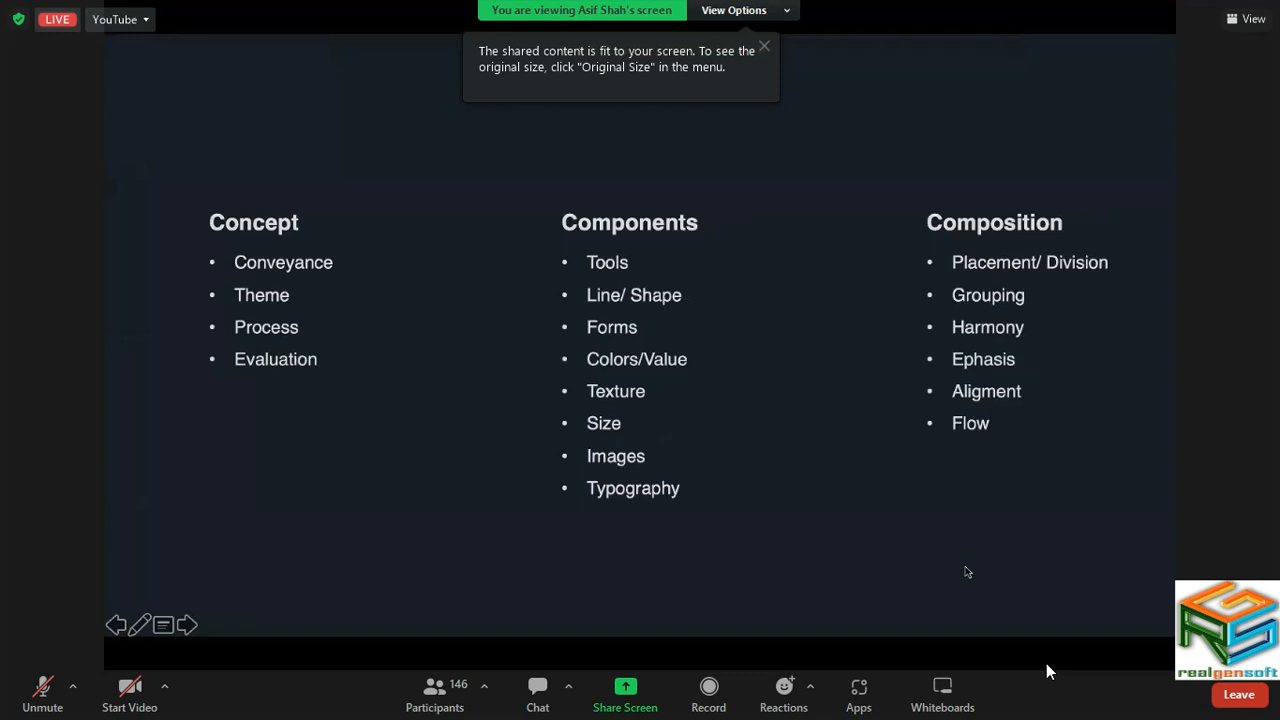 LIVE
YouTube
You are viewing Asif Shah's screen
View Options
View
The shared content is fit to your screen. To see the
original size, click "Original Size" in the menu.
Concept
• Conveyance
• Theme
• Process
• Evaluation
Components
• Tools
• Line/ Shape
• Forms
• Colors/Value
• Texture
• Size
• Images
• Typography
Composition
• Placement/ Division
• Grouping
• Harmony
• Ephasis
• Aligment
• Flow
realgensoft
Unmute
Start Video
146
Participants
Chat
Share Screen
Record
Reactions
Apps
Whiteboards
Leave